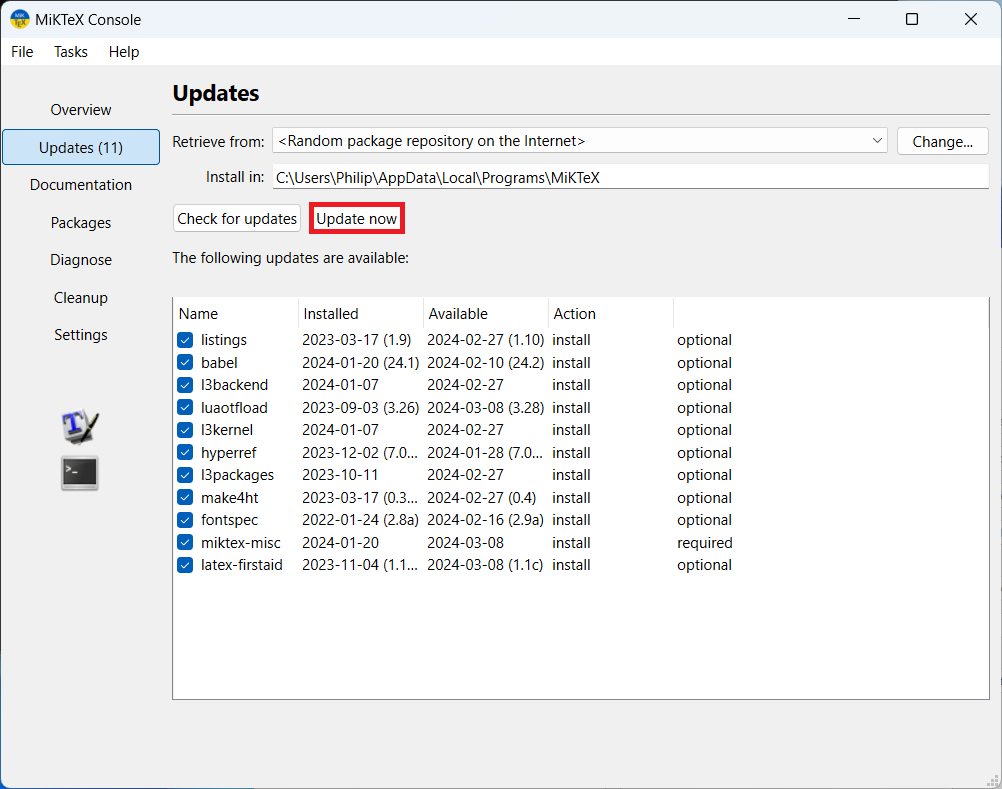 MiKTeX Console
File Tasks Help
Updates
Overview
Updates (11)
Documentation
Packages
Diagnose
Cleanup
Settings
Retrieve from: <Random package repository on the Internet> Change...
Install in: C:\Users\Philip\AppData\Local\Programs\MiKTeX
Check for updates Update now
The following updates are available:
Name Installed Available Action
listings 2023-03-17 (1.9) 2024-02-27 (1.10) install optional
babel 2024-01-20 (24.1) 2024-02-10 (24.2) install optional
l3backend 2024-01-07 2024-02-27 install optional
luaotfload 2023-09-03 (3.26) 2024-03-08 (3.28) install optional
l3kernel 2024-01-07 2024-02-27 install optional
hyperref 2023-12-02 (7.0... 2024-01-28 (7.0... install optional
l3packages 2023-10-11 2024-02-27 install optional
make4ht 2023-03-17 (0.3... 2024-02-27 (0.4) install optional
fontspec 2022-01-24 (2.8a) 2024-02-16 (2.9a) install optional
miktex-misc 2024-01-20 2024-03-08 install required
latex-firstaid 2023-11-04 (1.1... 2024-03-08 (1.1c) install optional